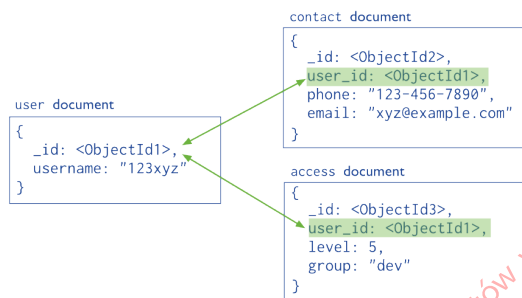 contact document
{
_id: <ObjectId2>,
user_id: <ObjectId1>,
phone: "123-456-7890",
email: "xyz@example.com"
}
user document
{
_id: <ObjectId1>,
username: "123xyz"
}
access document
{
_id: <ObjectId3>,
user_id: <ObjectId1>,
level: 5,
group: "dev"
}